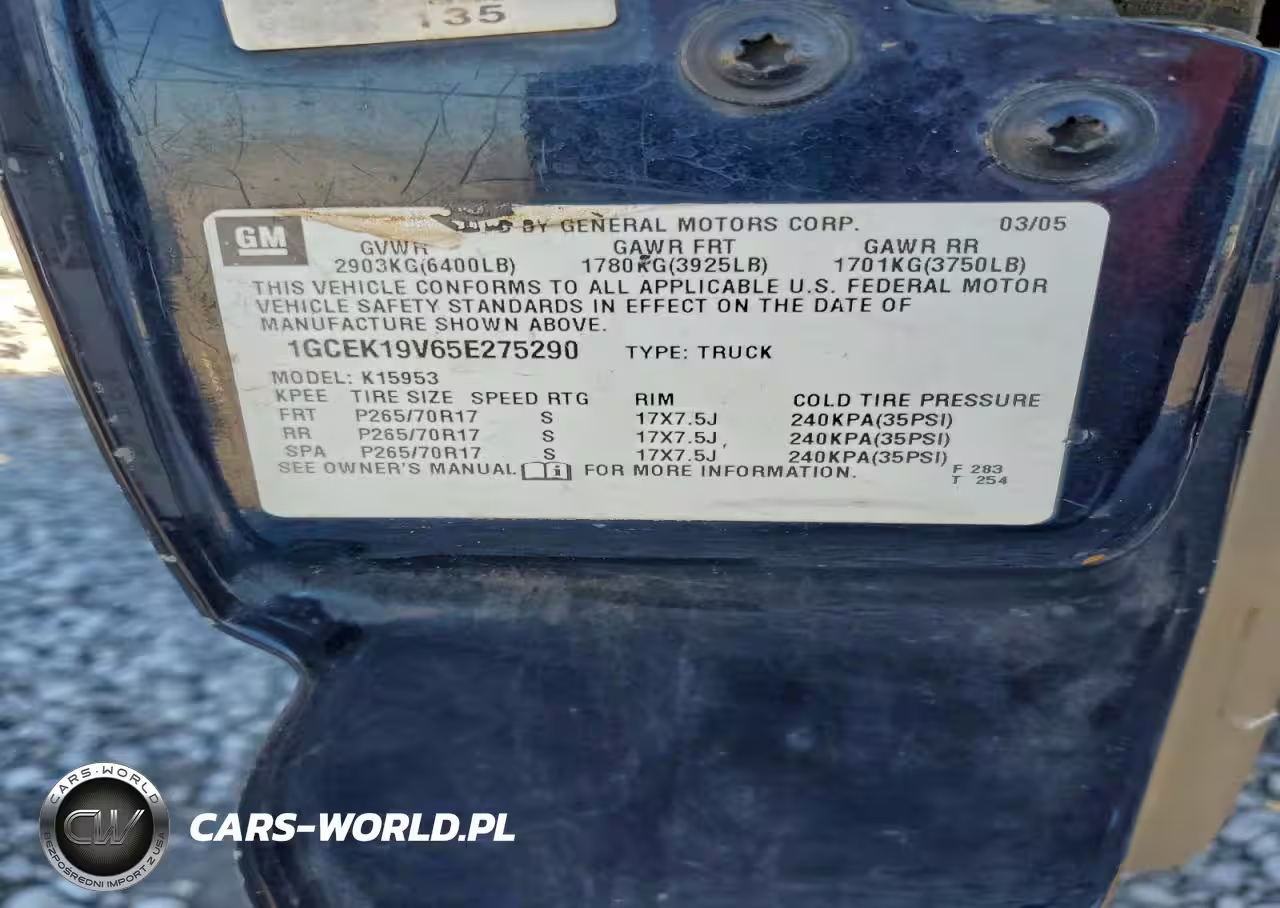 135
GM
BY GENERAL MOTORS CORP. 03/05
GVWR GAWR FRT GAWR RR
2903KG(6400LB) 1780KG(3925LB) 1701KG(3750LB)
THIS VEHICLE CONFORMS TO ALL APPLICABLE U.S. FEDERAL MOTOR
VEHICLE SAFETY STANDARDS IN EFFECT ON THE DATE OF
MANUFACTURE SHOWN ABOVE.
1GCEK19V65E275290 TYPE: TRUCK
MODEL: K15953
KPEE TIRE SIZE SPEED RTG RIM COLD TIRE PRESSURE
FRT P265/70R17 S 17X7.5J 240KPA(35PSI)
RR P265/70R17 S 17X7.5J 240KPA(35PSI)
SPA P265/70R17 S 17X7.5J 240KPA(35PSI)
SEE OWNER'S MANUAL i FOR MORE INFORMATION.
F 283
T 254
CARS-WORLD
CW
BEZPOŚREDNI IMPORT Z USA
CARS-WORLD.PL